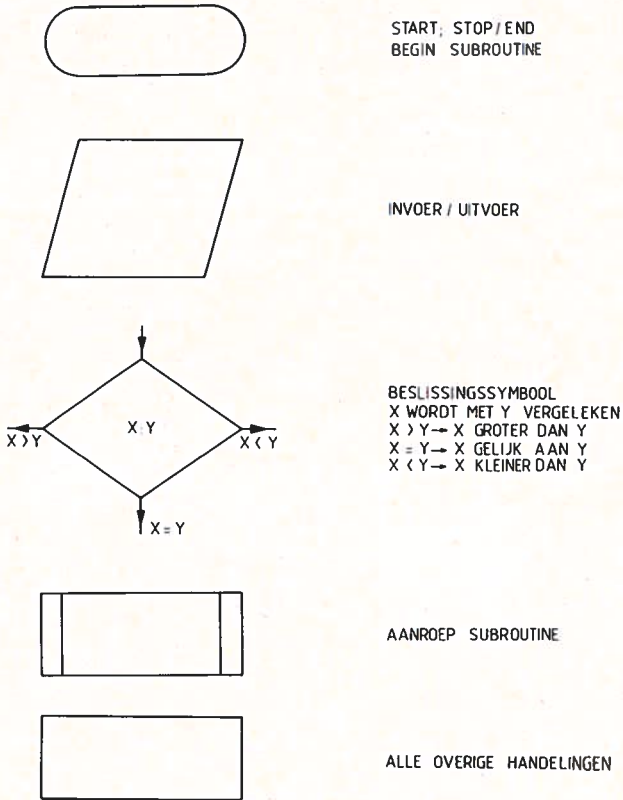 START; STOP/END
BEGIN SUBROUTINE
INVOER / UITVOER
X>Y
X:Y
X<Y
X=Y
BESLISSINGSSYMBOOL
X WORDT MET Y VERGELEKEN
X>Y→ X GROTER DAN Y
X=Y→ X GELIJK AAN Y
X<Y→ X KLEINER DAN Y
AANROEP SUBROUTINE
ALLE OVERIGE HANDELINGEN